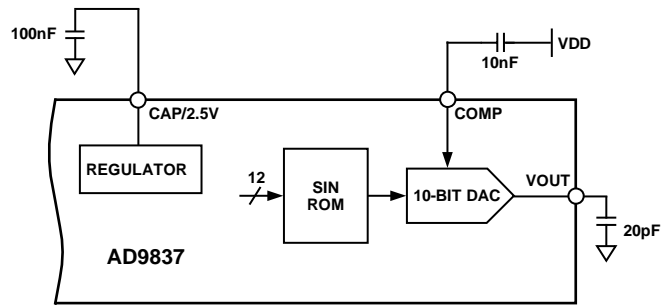 100nF
VDD
10nF
CAP/2.5V
COMP
REGULATOR
12
SIN
ROM
10-BIT DAC
VOUT
20pF
AD9837